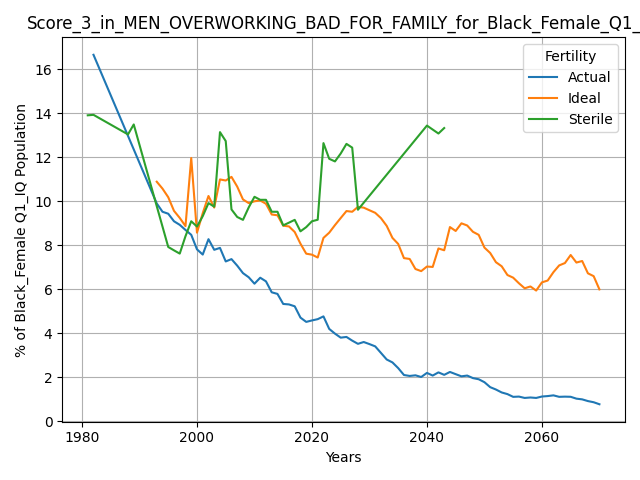 Score_3_in_MEN_OVERWORKING_BAD_FOR_FAMILY_for_Black_Female_Q1_
Fertility
Actual
Ideal
Sterile
% of Black_Female Q1_IQ Population
16
14
12
10
8
6
4
2
0
1980
2000
2020
2040
2060
Years